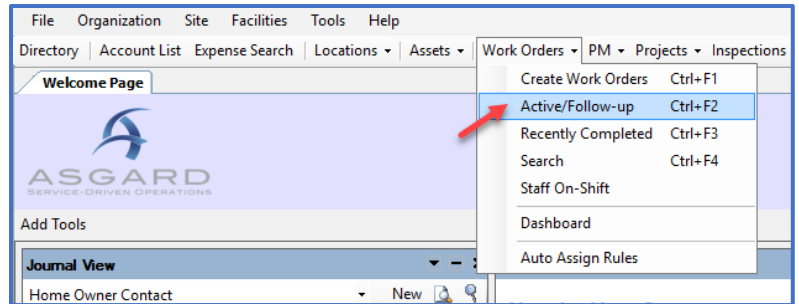 File Organization Site Facilities Tools Help
Directory Account List Expense Search Locations Assets Work Orders PM Projects Inspections
Welcome Page
Create Work Orders Ctrl+F1
Active/Follow-up Ctrl+F2
Recently Completed Ctrl+F3
Search Ctrl+F4
Staff On-Shift
Dashboard
Auto Assign Rules
ASGARD
SERVICE-DRIVEN OPERATIONS
Add Tools
Journal View
Home Owner Contact New